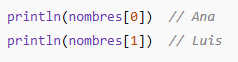 println(nombres[0])  // Ana
println(nombres[1])  // Luis